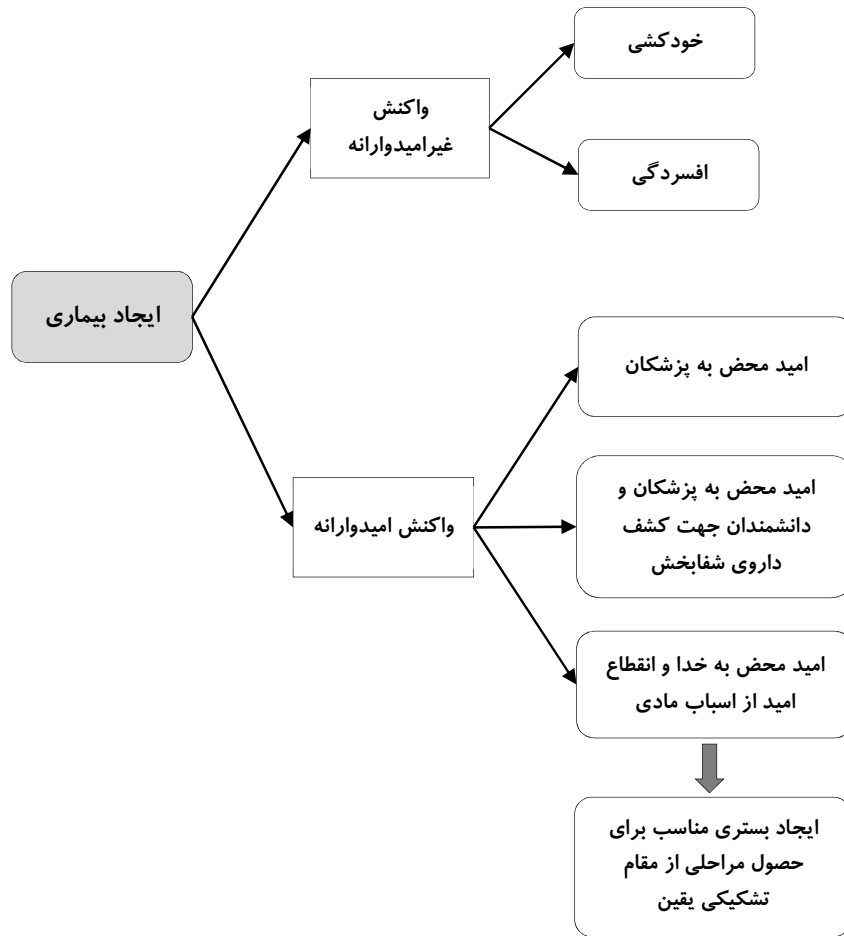 خودکشی
واکنش
غیرامیدوارانه
افسردگی
ایجاد بیماری
امید محض به پزشکان
امید محض به پزشکان و
دانشمندان جهت کشف
داروی شفابخش
واکنش امیدوارانه
امید محض به خدا و انقطاع
امید از اسباب مادی
ایجاد بستری مناسب برای
حصول مراحلی از مقام
تشکیکی یقین